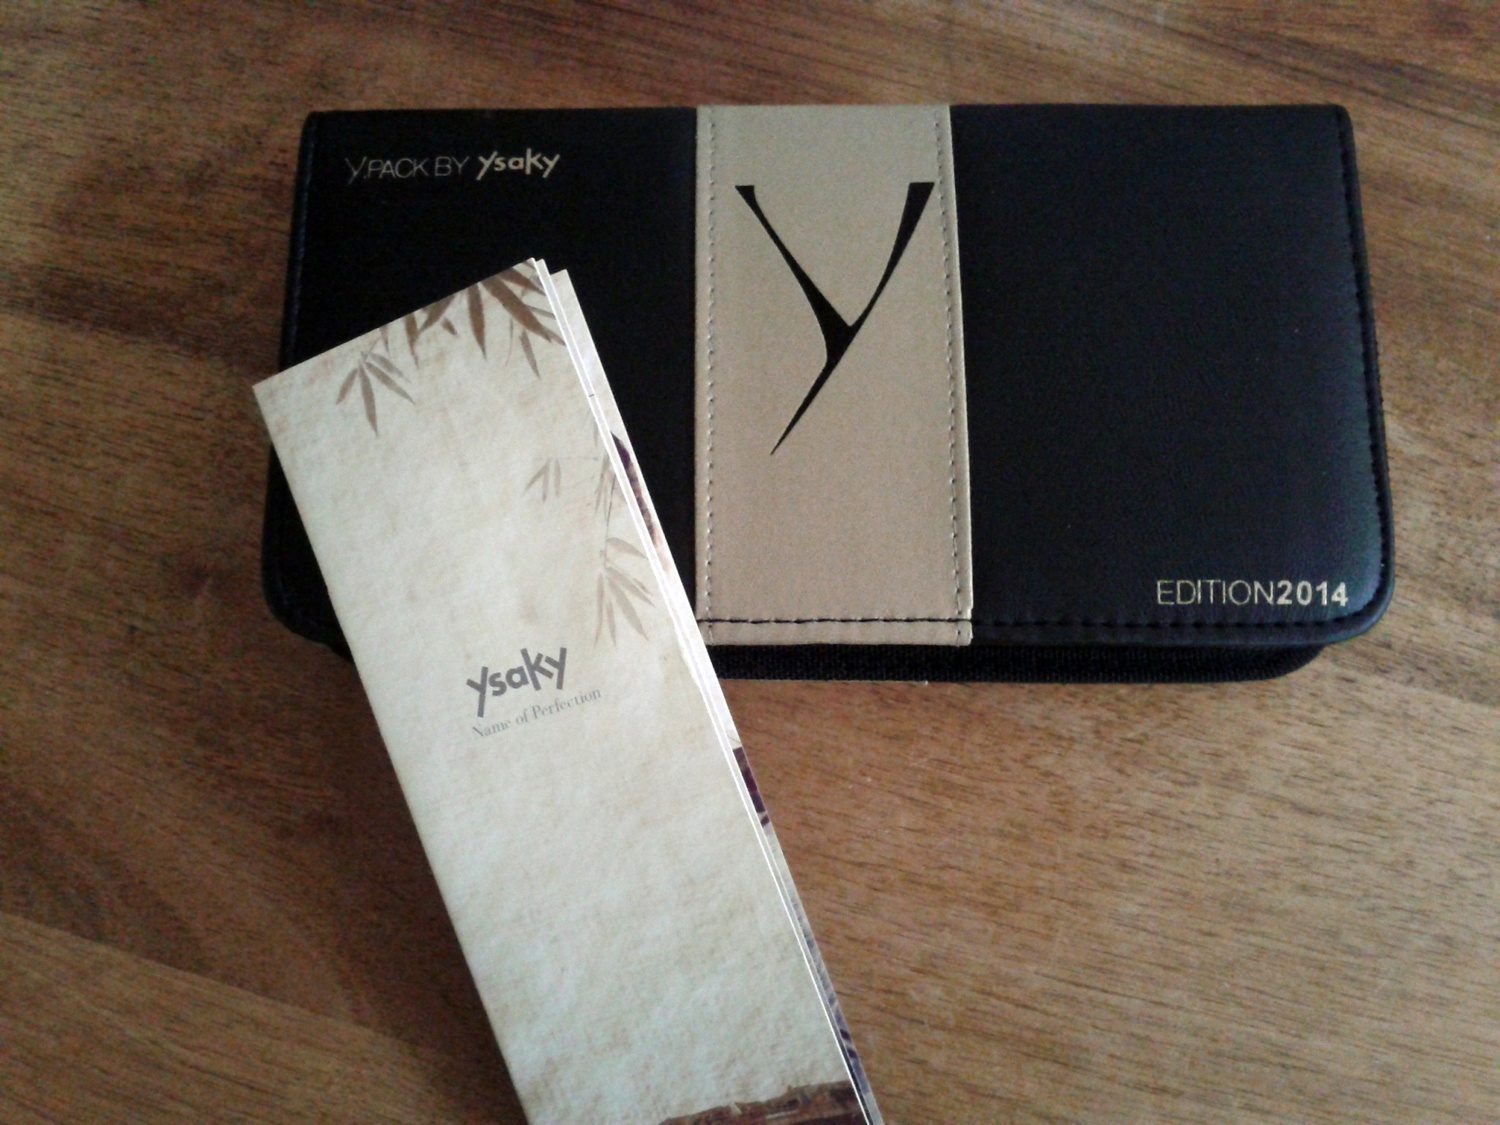 y.PACK BY ysaky
y
EDITION2014
ysaky
Name of Perfection